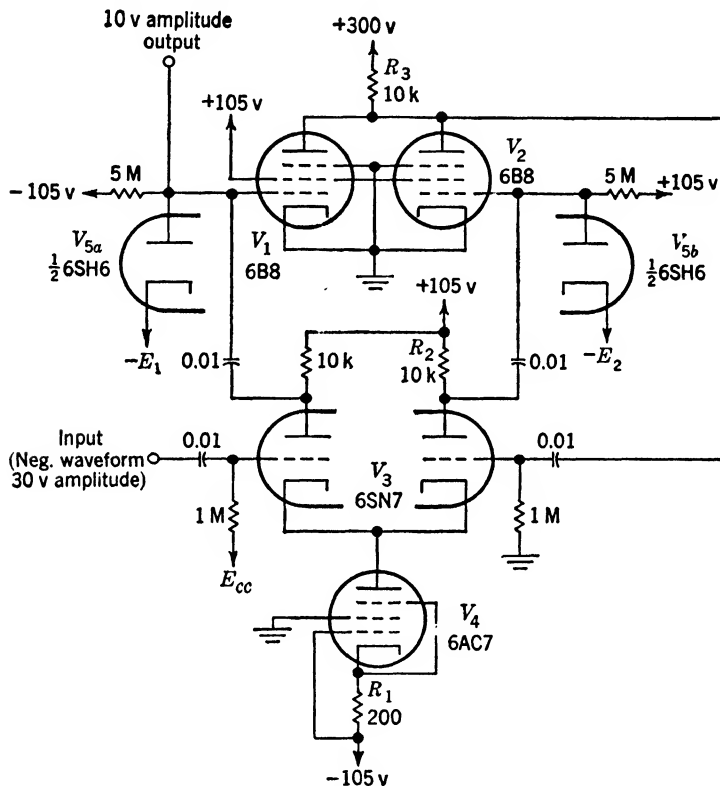 10 v amplitude
output
+300 v
R3
10 k
+105 v
V2
6B8
5 M
5 M
-105 v
+105 v
V5a
½6SH6
V1
6B8
V5b
½6SH6
+105 v
-E1
-E2
0.01
10 k
R2
10 k
0.01
Input
(Neg. waveform
30 v amplitude)
0.01
0.01
V3
6SN7
1 M
1 M
Ecc
V4
6AC7
R1
200
-105 v